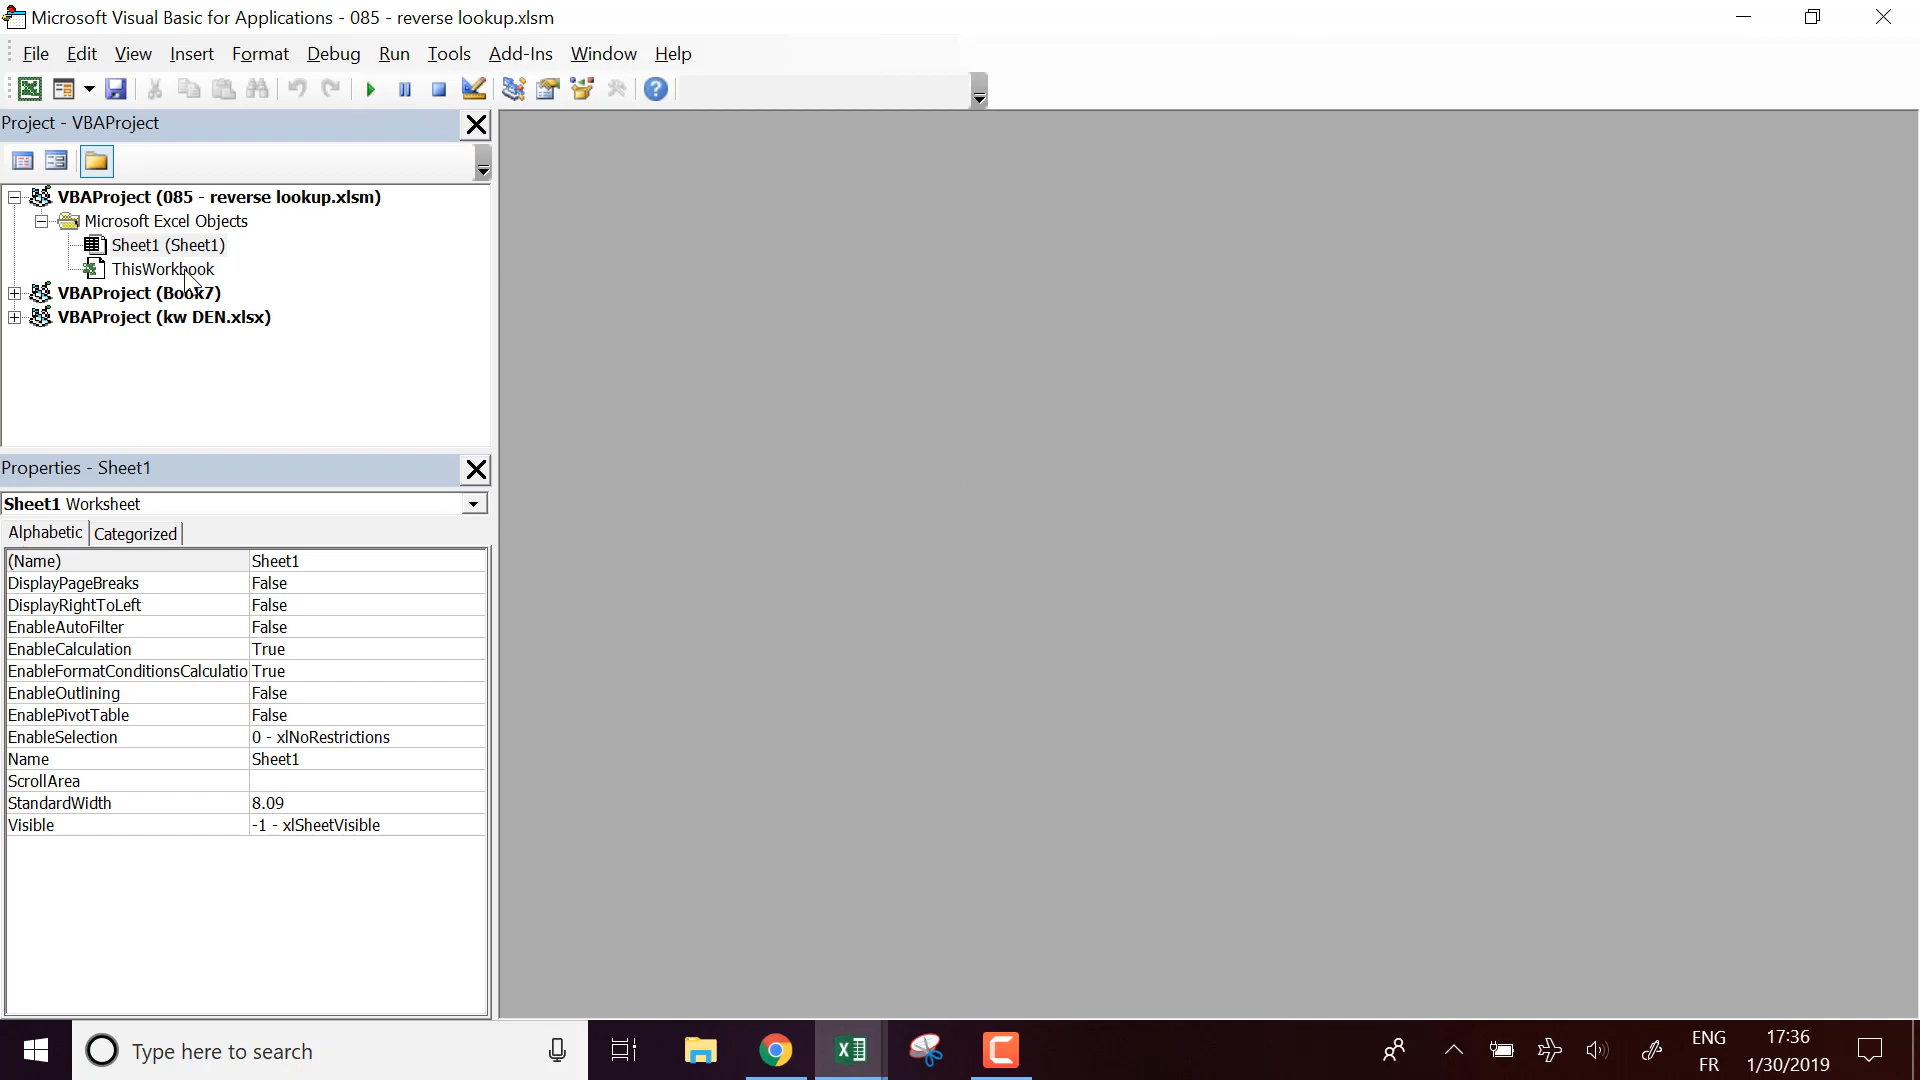 Microsoft Visual Basic for Applications - 085 - reverse lookup.xlsm
File Edit View Insert Format Debug Run Tools Add-Ins Window Help
Project - VBAProject
VBAProject (085 - reverse lookup.xlsm)
Microsoft Excel Objects
Sheet1 (Sheet1)
ThisWorkbook
VBAProject (Book7)
VBAProject (kw DEN.xlsx)
Properties - Sheet1
Sheet1 Worksheet
Alphabetic Categorized
(Name) Sheet1
DisplayPageBreaks False
DisplayRightToLeft False
EnableAutoFilter False
EnableCalculation True
EnableFormatConditionsCalculatio True
EnableOutlining False
EnablePivotTable False
EnableSelection 0 - xlNoRestrictions
Name Sheet1
ScrollArea
StandardWidth 8.09
Visible -1 - xlSheetVisible
Type here to search
ENG
FR
17:36
1/30/2019